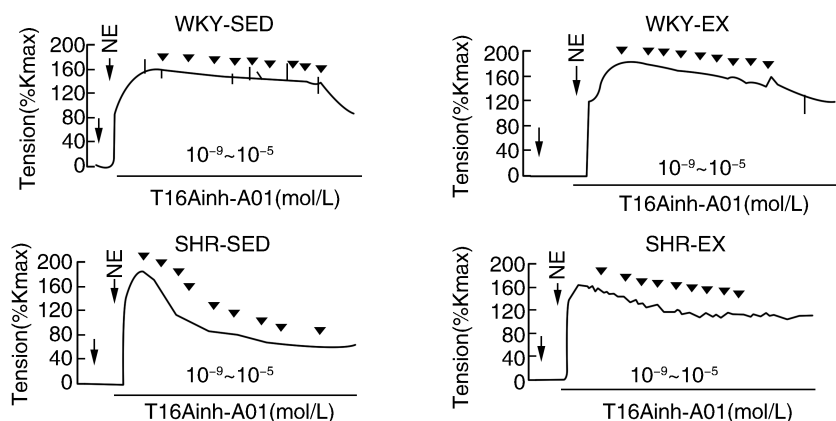 WKY-SED
Tension(%Kmax)
200
160
120
80
40
0
NE
10⁻⁹~10⁻⁵
T16Ainh-A01(mol/L)
WKY-EX
Tension(%Kmax)
200
160
120
80
40
0
NE
10⁻⁹~10⁻⁵
T16Ainh-A01(mol/L)
SHR-SED
Tension(%Kmax)
200
160
120
80
40
0
NE
10⁻⁹~10⁻⁵
T16Ainh-A01(mol/L)
SHR-EX
Tension(%Kmax)
200
160
120
80
40
0
NE
10⁻⁹~10⁻⁵
T16Ainh-A01(mol/L)